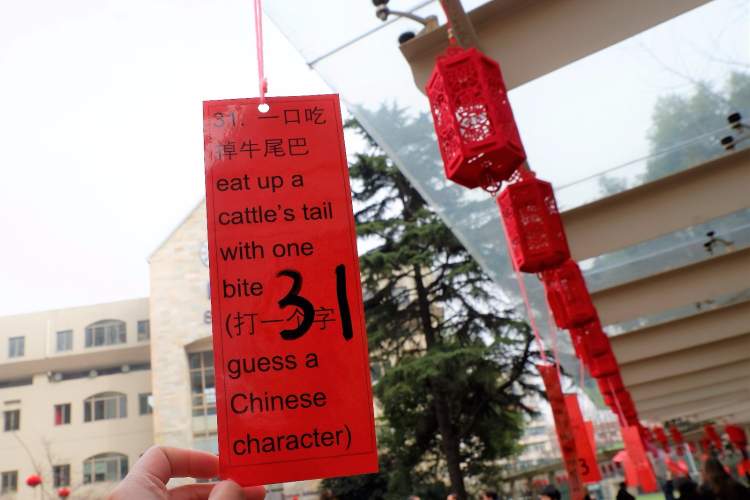 31. 一口吃
掉牛尾巴
eat up a
cattle's tail
with one
bite
31
(打一个字
guess a
Chinese
character)
3